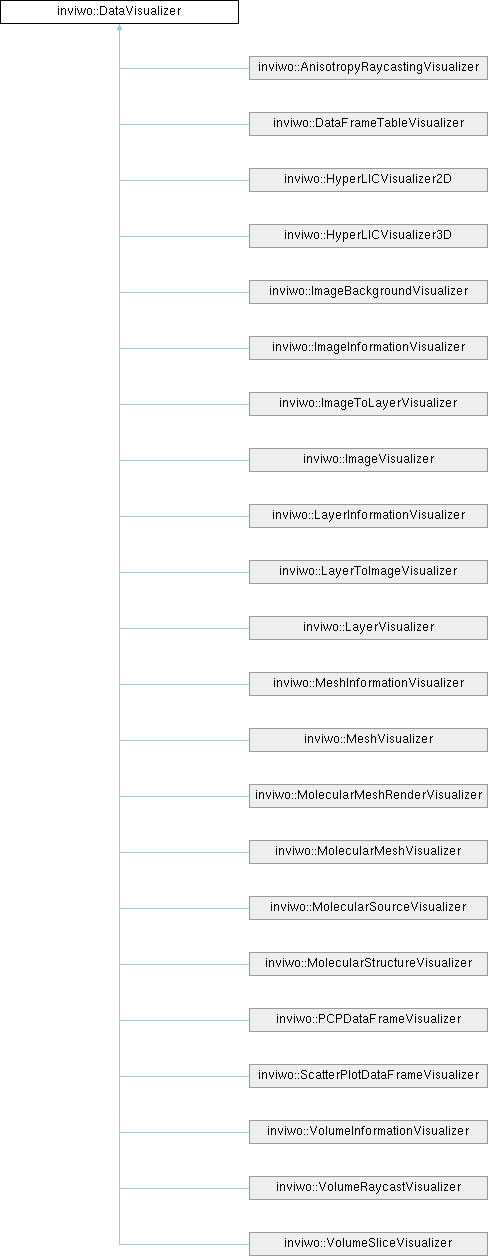 inviwo::DataVisualizer
inviwo::AnisotropyRaycastingVisualizer
inviwo::DataFrameTableVisualizer
inviwo::HyperLICVisualizer2D
inviwo::HyperLICVisualizer3D
inviwo::ImageBackgroundVisualizer
inviwo::ImageInformationVisualizer
inviwo::ImageToLayerVisualizer
inviwo::ImageVisualizer
inviwo::LayerInformationVisualizer
inviwo::LayerToImageVisualizer
inviwo::LayerVisualizer
inviwo::MeshInformationVisualizer
inviwo::MeshVisualizer
inviwo::MolecularMeshRenderVisualizer
inviwo::MolecularMeshVisualizer
inviwo::MolecularSourceVisualizer
inviwo::MolecularStructureVisualizer
inviwo::PCPDataFrameVisualizer
inviwo::ScatterPlotDataFrameVisualizer
inviwo::VolumeInformationVisualizer
inviwo::VolumeRaycastVisualizer
inviwo::VolumeSliceVisualizer